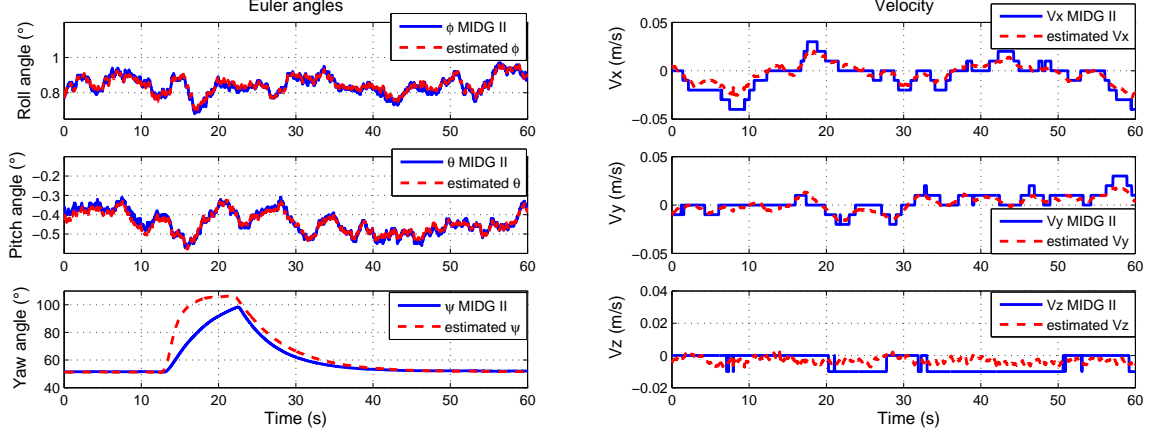 Euler angles
Roll angle (°)
1
0.8
φ MIDG II
estimated φ
0 10 20 30 40 50 60
Pitch angle (°)
−0.2
−0.3
−0.4
−0.5
θ MIDG II
estimated θ
0 10 20 30 40 50 60
Yaw angle (°)
100
80
60
40
ψ MIDG II
estimated ψ
0 10 20 30 40 50 60
Time (s)
Velocity
Vx (m/s)
0.05
0
−0.05
Vx MIDG II
estimated Vx
0 10 20 30 40 50 60
Vy (m/s)
0.05
0
−0.05
Vy MIDG II
estimated Vy
0 10 20 30 40 50 60
Vz (m/s)
0.04
0
−0.02
Vz MIDG II
estimated Vz
0 10 20 30 40 50 60
Time (s)